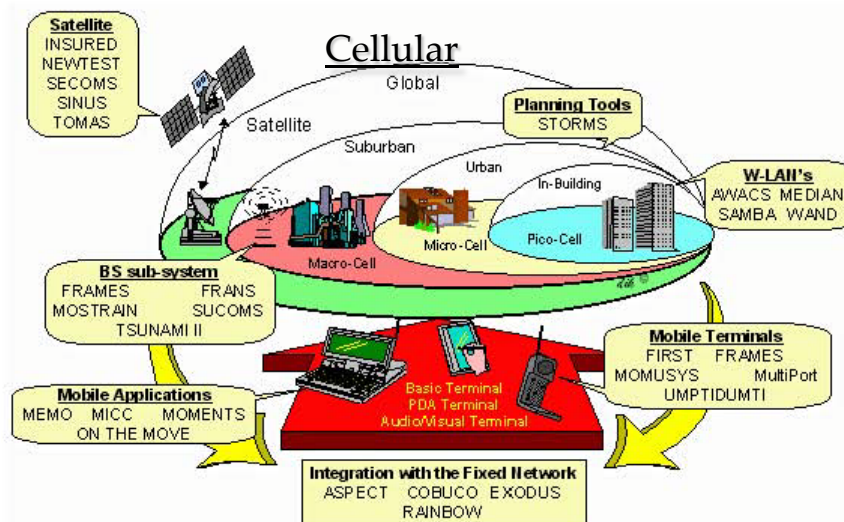 Cellular
Satellite
INSURED
NEWTEST
SECOMS
SINUS
TOMAS
Global
Satellite
Suburban
Urban
In-Building
Planning Tools
STORMS
W-LAN's
AWACS MEDIAN
SAMBA WAND
Macro-Cell
Micro-Cell
Pico-Cell
BS sub-system
FRAMES FRANS
MOSTRAIN SUCOMS
TSUNAMI II
Mobile Terminals
FIRST FRAMES
MOMUSYS MultiPort
UMPTIDUMTI
Mobile Applications
MEMO MICC MOMENTS
ON THE MOVE
Basic Terminal
PDA Terminal
Audio/Visual Terminal
Integration with the Fixed Network
ASPECT COBUCO EXODUS
RAINBOW